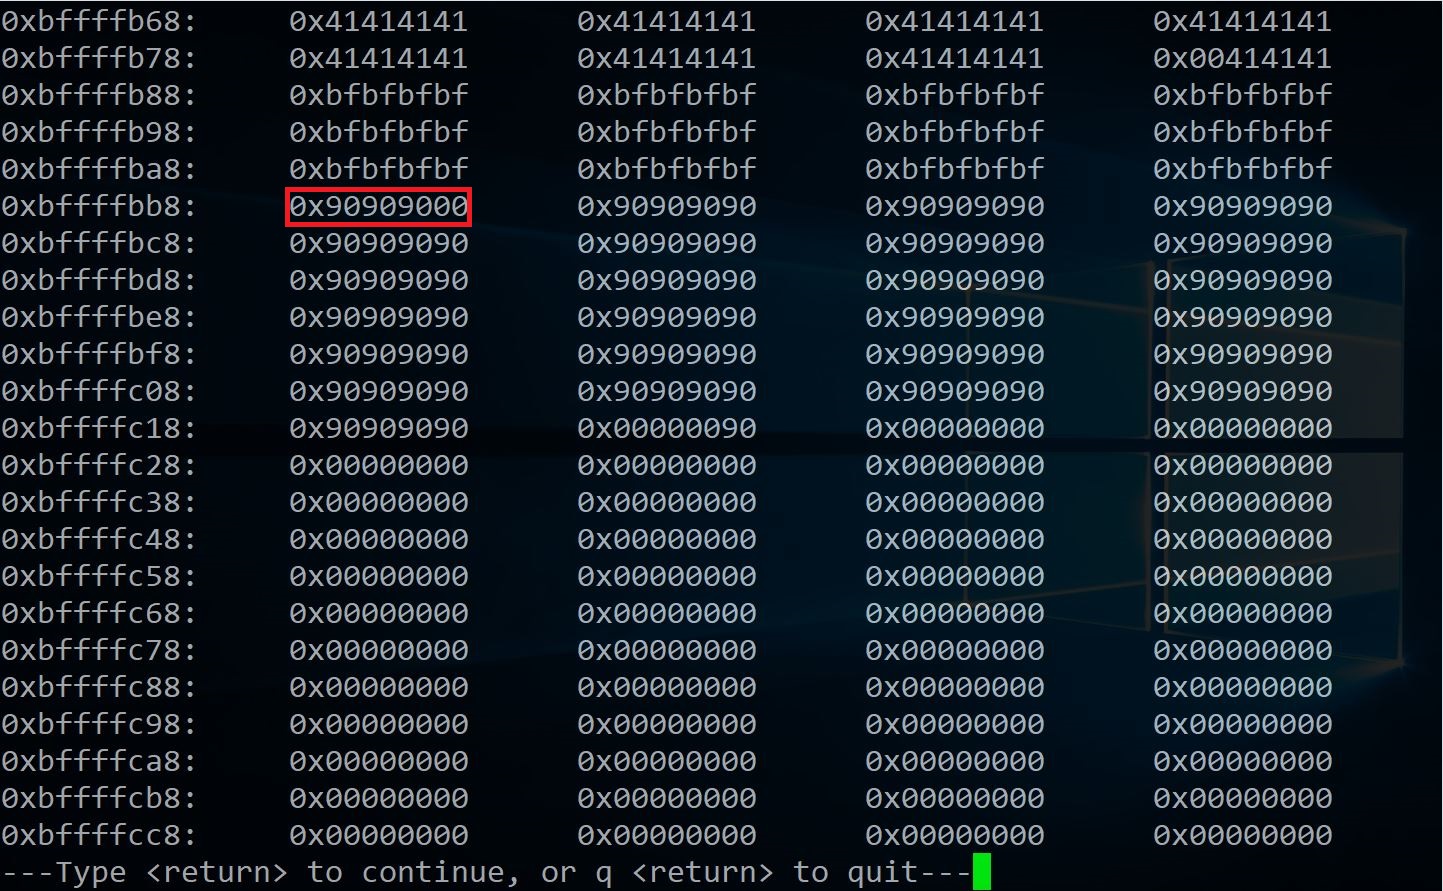 0xbffffb68: 0x41414141 0x41414141 0x41414141 0x41414141
0xbffffb78: 0x41414141 0x41414141 0x41414141 0x00414141
0xbffffb88: 0xbfbfbfbf 0xbfbfbfbf 0xbfbfbfbf 0xbfbfbfbf
0xbffffb98: 0xbfbfbfbf 0xbfbfbfbf 0xbfbfbfbf 0xbfbfbfbf
0xbffffba8: 0xbfbfbfbf 0xbfbfbfbf 0xbfbfbfbf 0xbfbfbfbf
0xbffffbb8: 0x90909000 0x90909090 0x90909090 0x90909090
0xbffffbc8: 0x90909090 0x90909090 0x90909090 0x90909090
0xbffffbd8: 0x90909090 0x90909090 0x90909090 0x90909090
0xbffffbe8: 0x90909090 0x90909090 0x90909090 0x90909090
0xbffffbf8: 0x90909090 0x90909090 0x90909090 0x90909090
0xbffffc08: 0x90909090 0x90909090 0x90909090 0x90909090
0xbffffc18: 0x90909090 0x00000090 0x00000000 0x00000000
0xbffffc28: 0x00000000 0x00000000 0x00000000 0x00000000
0xbffffc38: 0x00000000 0x00000000 0x00000000 0x00000000
0xbffffc48: 0x00000000 0x00000000 0x00000000 0x00000000
0xbffffc58: 0x00000000 0x00000000 0x00000000 0x00000000
0xbffffc68: 0x00000000 0x00000000 0x00000000 0x00000000
0xbffffc78: 0x00000000 0x00000000 0x00000000 0x00000000
0xbffffc88: 0x00000000 0x00000000 0x00000000 0x00000000
0xbffffc98: 0x00000000 0x00000000 0x00000000 0x00000000
0xbffffca8: 0x00000000 0x00000000 0x00000000 0x00000000
0xbffffcb8: 0x00000000 0x00000000 0x00000000 0x00000000
0xbffffcc8: 0x00000000 0x00000000 0x00000000 0x00000000
---Type <return> to continue, or q <return> to quit---